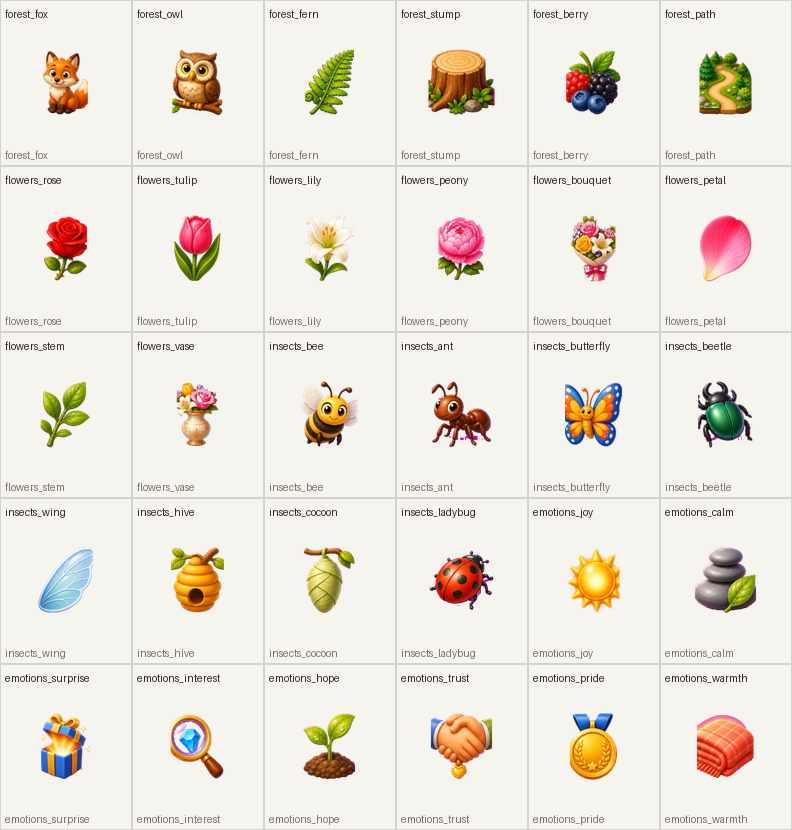 forest_fox forest_owl forest_fern forest_stump forest_berry forest_path
forest_fox forest_owl forest_fern forest_stump forest_berry forest_path
flowers_rose flowers_tulip flowers_lily flowers_peony flowers_bouquet flowers_petal
flowers_rose flowers_tulip flowers_lily flowers_peony flowers_bouquet flowers_petal
flowers_stem flowers_vase insects_bee insects_ant insects_butterfly insects_beetle
flowers_stem flowers_vase insects_bee insects_ant insects_butterfly insects_beetle
insects_wing insects_hive insects_cocoon insects_ladybug emotions_joy emotions_calm
insects_wing insects_hive insects_cocoon insects_ladybug emotions_joy emotions_calm
emotions_surprise emotions_interest emotions_hope emotions_trust emotions_pride emotions_warmth
emotions_surprise emotions_interest emotions_hope emotions_trust emotions_pride emotions_warmth